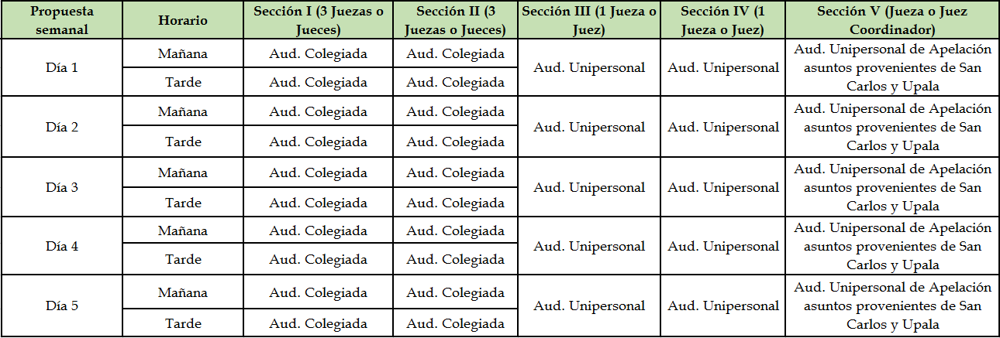 Propuesta
semanal
Horario
Sección I (3 Juezas o
Jueces)
Sección II (3
Juezas o Jueces)
Sección III (1 Jueza o
Juez)
Sección IV (1
Jueza o Juez)
Sección V (Jueza o Juez
Coordinador)
Día 1
Mañana
Aud. Colegiada
Aud. Colegiada
Tarde
Aud. Colegiada
Aud. Colegiada
Aud. Unipersonal
Aud. Unipersonal
Aud. Unipersonal de Apelación
asuntos provenientes de San
Carlos y Upala
Día 2
Mañana
Aud. Colegiada
Aud. Colegiada
Tarde
Aud. Colegiada
Aud. Colegiada
Aud. Unipersonal
Aud. Unipersonal
Aud. Unipersonal de Apelación
asuntos provenientes de San
Carlos y Upala
Día 3
Mañana
Aud. Colegiada
Aud. Colegiada
Tarde
Aud. Colegiada
Aud. Colegiada
Aud. Unipersonal
Aud. Unipersonal
Aud. Unipersonal de Apelación
asuntos provenientes de San
Carlos y Upala
Día 4
Mañana
Aud. Colegiada
Aud. Colegiada
Tarde
Aud. Colegiada
Aud. Colegiada
Aud. Unipersonal
Aud. Unipersonal
Aud. Unipersonal de Apelación
asuntos provenientes de San
Carlos y Upala
Día 5
Mañana
Aud. Colegiada
Aud. Colegiada
Tarde
Aud. Colegiada
Aud. Colegiada
Aud. Unipersonal
Aud. Unipersonal
Aud. Unipersonal de Apelación
asuntos provenientes de San
Carlos y Upala